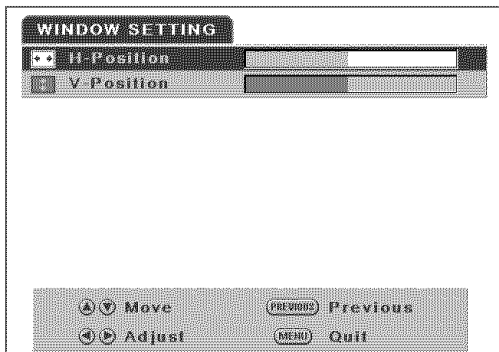 WINDOW SETTING
H-Position
V-Position
Move
PREVIOUS Previous
Adjust
MENU Quit